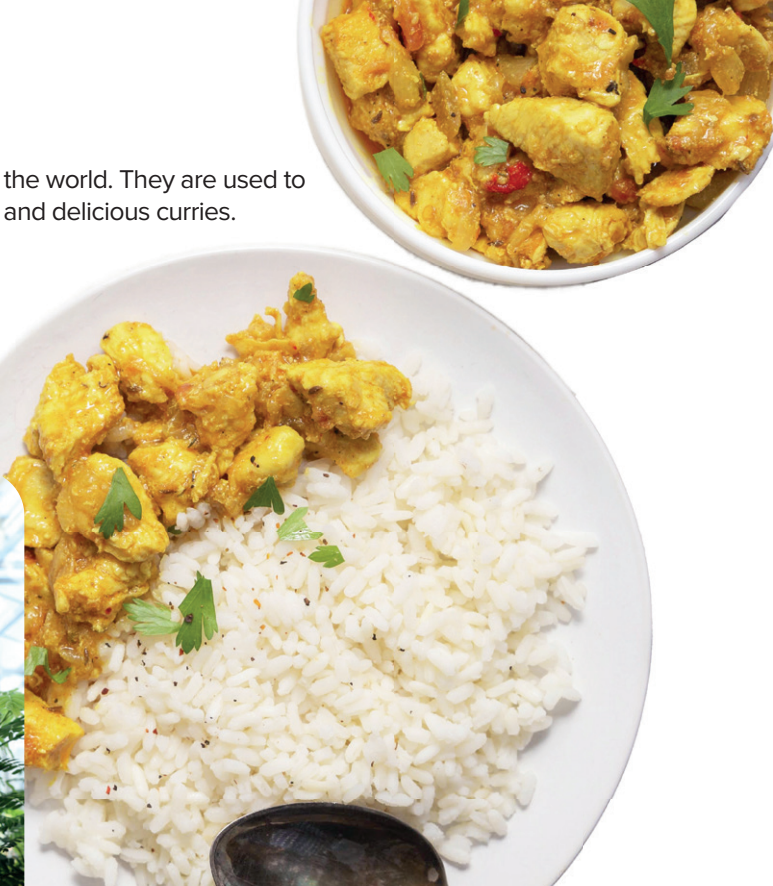 the world. They are used to
and delicious curries.